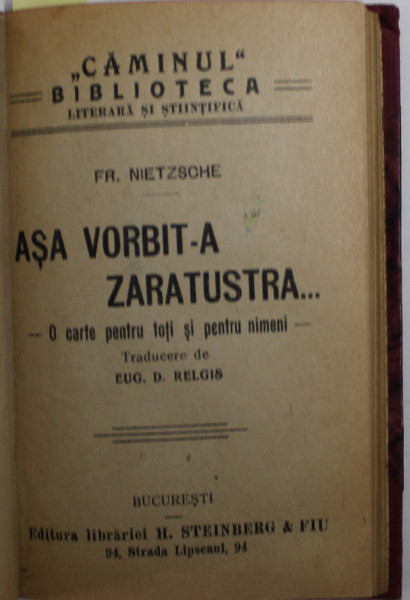 „CĂMINUL“
BIBLIOTECA
LITERARĂ ȘI ȘTIINȚIFICĂ
FR. NIETZSCHE
AȘA VORBIT-A
ZARATUSTRA...
— O carte pentru toți și pentru nimeni —
Traducere de
EUG. D. RELGIS
BUCUREȘTI
Editura librăriei H. STEINBERG & FIU
94, Strada Lipscani, 94